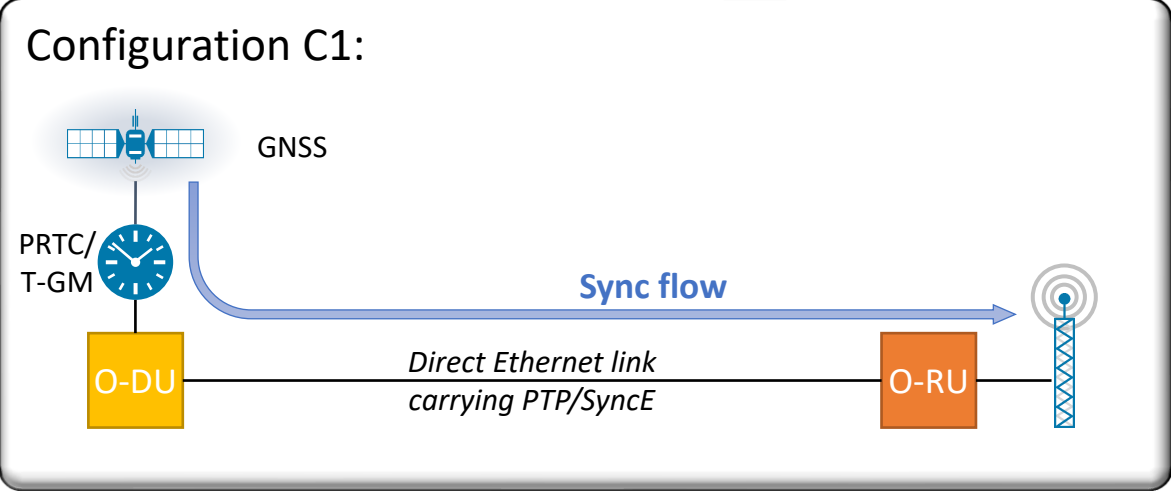 Configuration C1:
GNSS
PRTC/
T-GM
Sync flow
O-DU
Direct Ethernet link
carrying PTP/SyncE
O-RU